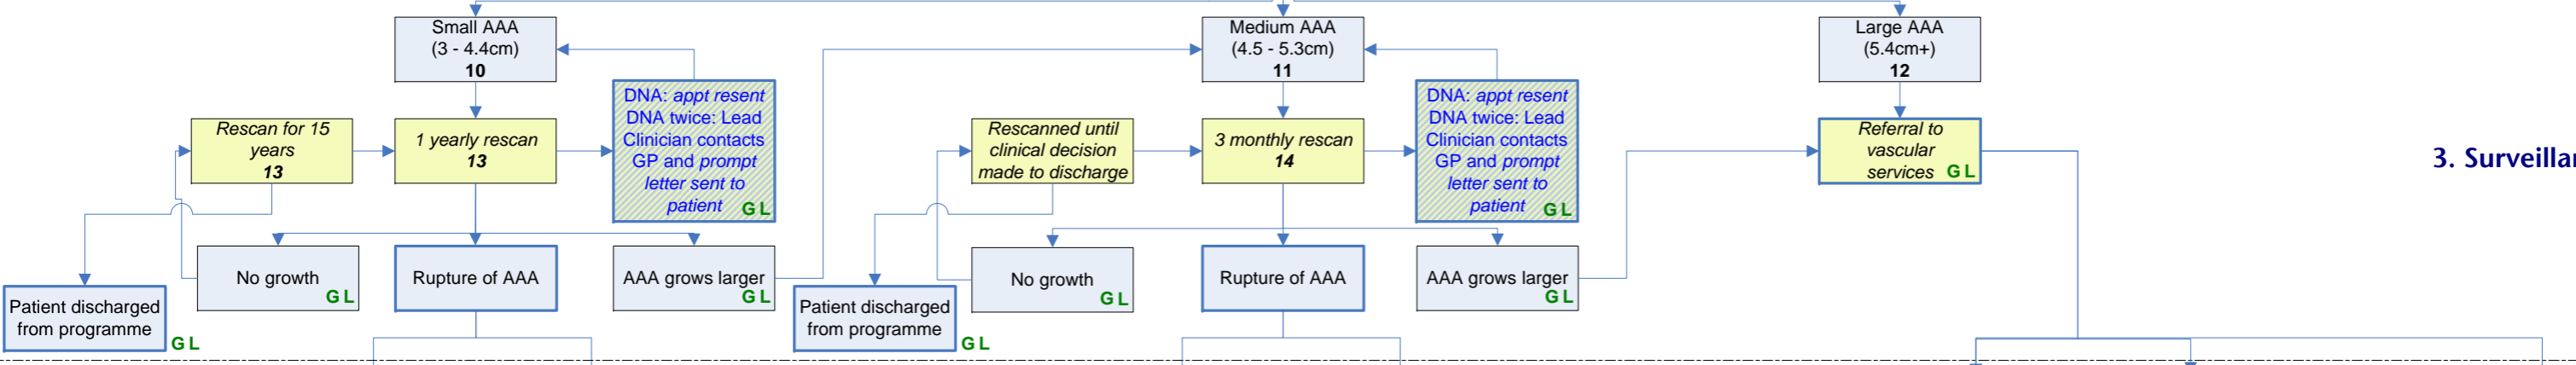 Small AAA
(3 - 4.4cm)
10
Medium AAA
(4.5 - 5.3cm)
11
Large AAA
(5.4cm+)
12
Rescan for 15
years
13
1 yearly rescan
13
DNA: appt resent
DNA twice: Lead
Clinician contacts
GP and prompt
letter sent to
patient
G L
Rescanned until
clinical decision
made to discharge
3 monthly rescan
14
DNA: appt resent
DNA twice: Lead
Clinician contacts
GP and prompt
letter sent to
patient
G L
Referral to
vascular
services
G L
3. Surveillan
Patient discharged
from programme
G L
No growth
G L
Rupture of AAA
AAA grows larger
G L
Patient discharged
from programme
G L
No growth
G L
Rupture of AAA
AAA grows larger
G L